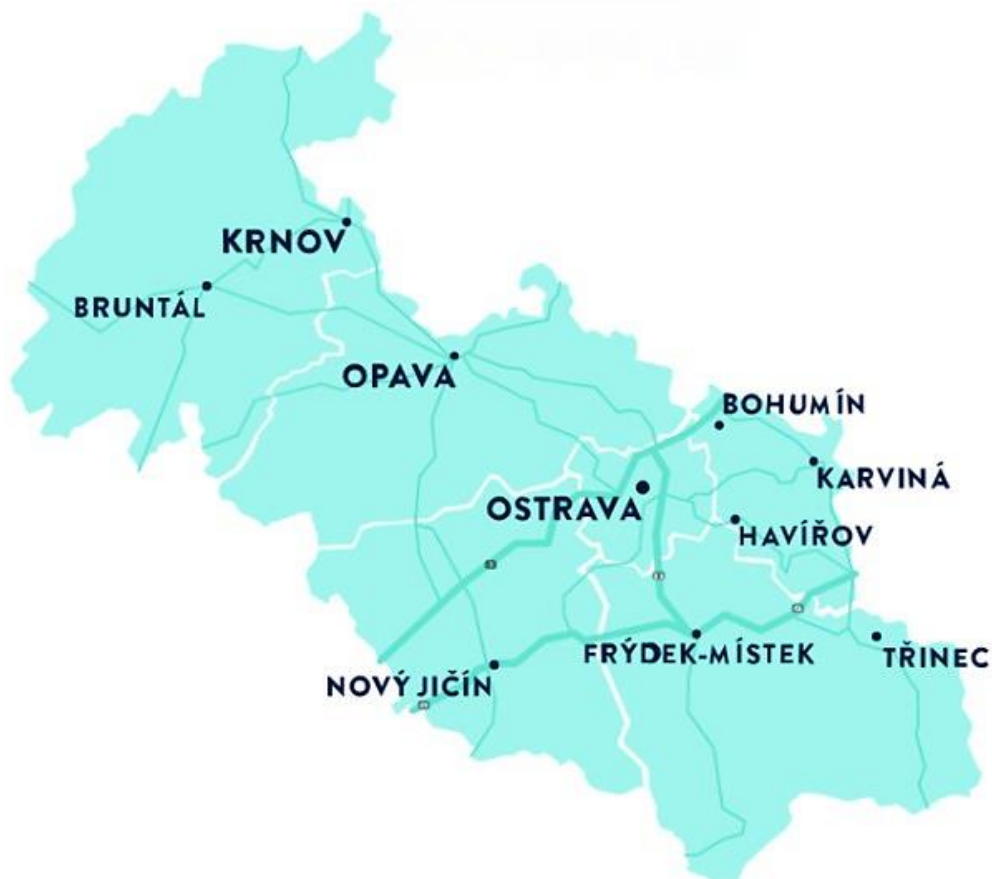 KRNOV
BRUNTÁL
OPAVA
BOHUMÍN
KARVINÁ
OSTRAVA
HAVÍŘOV
FRÝDEK-MÍSTEK
TŘINEC
NOVÝ JIČÍN